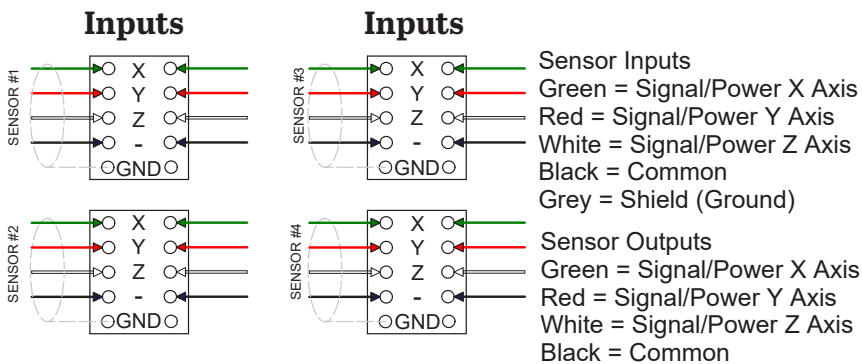 Inputs
SENSOR #1
X
Y
Z
-
GND
Inputs
SENSOR #3
X
Y
Z
-
GND
Sensor Inputs
Green = Signal/Power X Axis
Red = Signal/Power Y Axis
White = Signal/Power Z Axis
Black = Common
Grey = Shield (Ground)
SENSOR #2
X
Y
Z
-
GND
SENSOR #4
X
Y
Z
-
GND
Sensor Outputs
Green = Signal/Power X Axis
Red = Signal/Power Y Axis
White = Signal/Power Z Axis
Black = Common